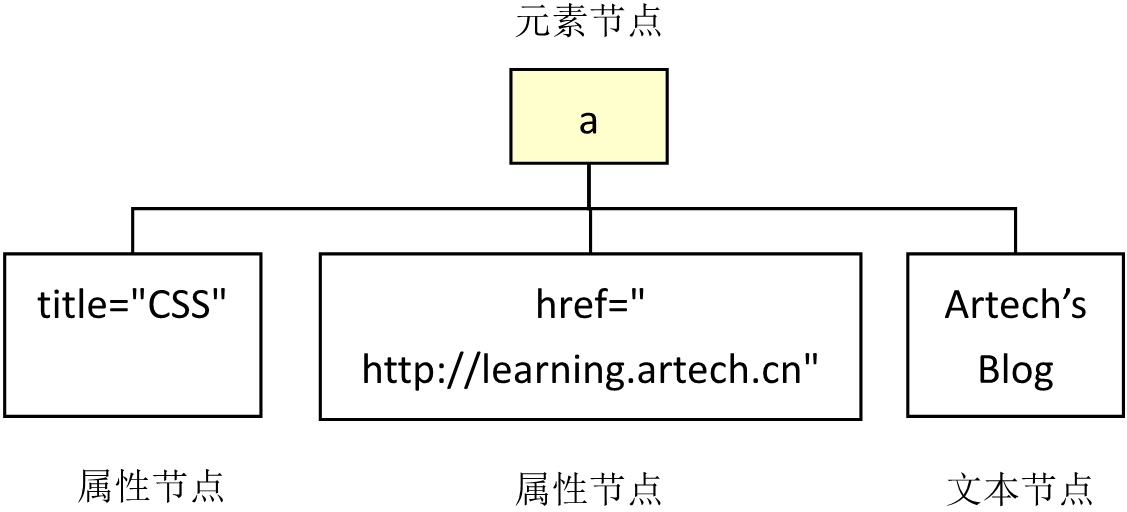 元素节点
a
title="CSS"
href="
http://learning.artech.cn"
Artech’s
Blog
属性节点
属性节点
文本节点